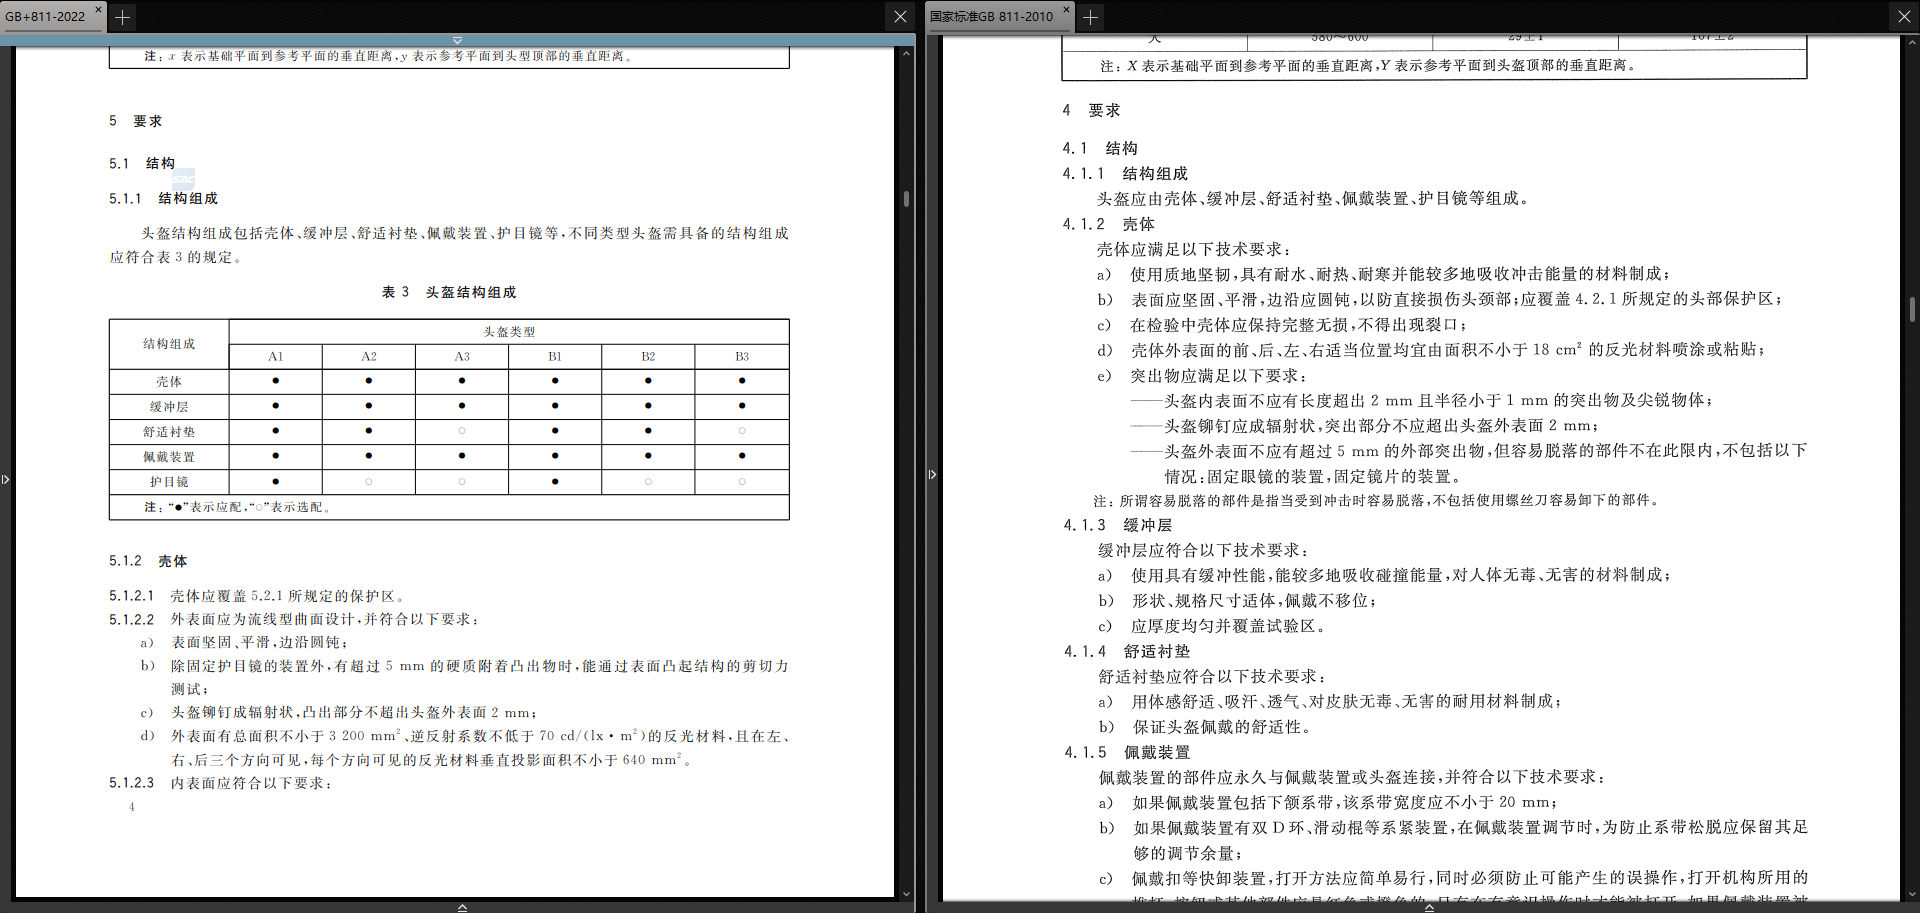 GB+811-2022
注：x 表示基础平面到参考平面的垂直距离，y 表示参考平面到头型顶部的垂直距离。
5 要求
5.1 结构
SAC
5.1.1 结构组成
头盔结构组成包括壳体、缓冲层、舒适衬垫、佩戴装置、护目镜等，不同类型头盔需具备的结构组成
应符合表 3 的规定。
表 3 头盔结构组成
结构组成 头盔类型
A1 A2 A3 B1 B2 B3
壳体 ● ● ● ● ● ●
缓冲层 ● ● ● ● ● ●
舒适衬垫 ● ● ○ ● ● ○
佩戴装置 ● ● ● ● ● ●
护目镜 ● ○ ○ ● ○ ○
注：“●”表示应配，“○”表示选配。
5.1.2 壳体
5.1.2.1 壳体应覆盖 5.2.1 所规定的保护区。
5.1.2.2 外表面应为流线型曲面设计，并符合以下要求：
a) 表面坚固、平滑，边沿圆钝；
b) 除固定护目镜的装置外，有超过 5 mm 的硬质附着凸出物时，能通过表面凸起结构的剪切力
测试；
c) 头盔铆钉成辐射状，凸出部分不超出头盔外表面 2 mm；
d) 外表面有总面积不小于 3 200 mm²、逆反射系数不低于 70 cd/(lx·m²)的反光材料，且在左、
右、后三个方向可见，每个方向可见的反光材料垂直投影面积不小于 640 mm²。
5.1.2.3 内表面应符合以下要求：
4
国家标准GB 811-2010
大 580～600 29±1 107±2
注：X 表示基础平面到参考平面的垂直距离，Y 表示参考平面到头盔顶部的垂直距离。
4 要求
4.1 结构
4.1.1 结构组成
头盔应由壳体、缓冲层、舒适衬垫、佩戴装置、护目镜等组成。
4.1.2 壳体
壳体应满足以下技术要求：
a) 使用质地坚韧，具有耐水、耐热、耐寒并能较多地吸收冲击能量的材料制成；
b) 表面应坚固、平滑，边沿应圆钝，以防直接损伤头颈部；应覆盖 4.2.1 所规定的头部保护区；
c) 在检验中壳体应保持完整无损，不得出现裂口；
d) 壳体外表面的前、后、左、右适当位置均宜由面积不小于 18 cm² 的反光材料喷涂或粘贴；
e) 突出物应满足以下要求：
——头盔内表面不应有长度超出 2 mm 且半径小于 1 mm 的突出物及尖锐物体；
——头盔铆钉应成辐射状，突出部分不应超出头盔外表面 2 mm；
——头盔外表面不应有超过 5 mm 的外部突出物，但容易脱落的部件不在此限内，不包括以下
情况：固定眼镜的装置，固定镜片的装置。
注：所谓容易脱落的部件是指当受到冲击时容易脱落，不包括使用螺丝刀容易卸下的部件。
4.1.3 缓冲层
缓冲层应符合以下技术要求：
a) 使用具有缓冲性能，能较多地吸收碰撞能量，对人体无毒、无害的材料制成；
b) 形状、规格尺寸适体，佩戴不移位；
c) 应厚度均匀并覆盖试验区。
4.1.4 舒适衬垫
舒适衬垫应符合以下技术要求：
a) 用体感舒适、吸汗、透气、对皮肤无毒、无害的耐用材料制成；
b) 保证头盔佩戴的舒适性。
4.1.5 佩戴装置
佩戴装置的部件应永久与佩戴装置或头盔连接，并符合以下技术要求：
a) 如果佩戴装置包括下颌系带，该系带宽度应不小于 20 mm；
b) 如果佩戴装置有双 D 环、滑动棍等系紧装置，在佩戴装置调节时，为防止系带松脱应保留其足
够的调节余量；
c) 佩戴扣等快卸装置，打开方法应简单易行，同时必须防止可能产生的误操作，打开机构所用的